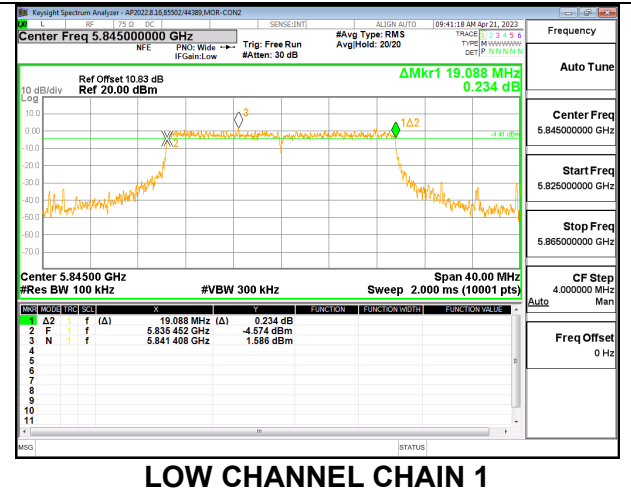 Keysight Spectrum Analyzer - AP2022.8.16,85502/44389,MOR-CON2
LXI L RF 75 Ω DC SENSE:INT ALIGN AUTO 09:41:18 AM Apr 21, 2023
Center Freq 5.845000000 GHz
NFE PNO: Wide IFGain:Low
Trig: Free Run #Atten: 30 dB
#Avg Type: RMS Avg|Hold: 20/20
TRACE 1 2 3 4 5 6
TYPE M W W W W W
DET P N N N N N
Frequency
Auto Tune
Ref Offset 10.83 dB
10 dB/div Ref 20.00 dBm
Log
ΔMkr1 19.088 MHz
0.234 dB
10.0
0.00
-10.0
-20.0
-30.0
-40.0
-50.0
-60.0
-70.0
3
1Δ2
2
-4.41 dBm
Center Freq
5.845000000 GHz
Start Freq
5.825000000 GHz
Stop Freq
5.865000000 GHz
CF Step
4.000000 MHz
Auto Man
Freq Offset
0 Hz
Center 5.84500 GHz Span 40.00 MHz
#Res BW 100 kHz #VBW 300 kHz Sweep 2.000 ms (10001 pts)
MKR MODE TRC SCL X Y FUNCTION FUNCTION WIDTH FUNCTION VALUE
1 Δ2 1 f (Δ) 19.088 MHz (Δ) 0.234 dB
2 F 1 f 5.835 452 GHz -4.574 dBm
3 N 1 f 5.841 408 GHz 1.586 dBm
4
5
6
7
8
9
10
11
MSG STATUS
LOW CHANNEL CHAIN 1